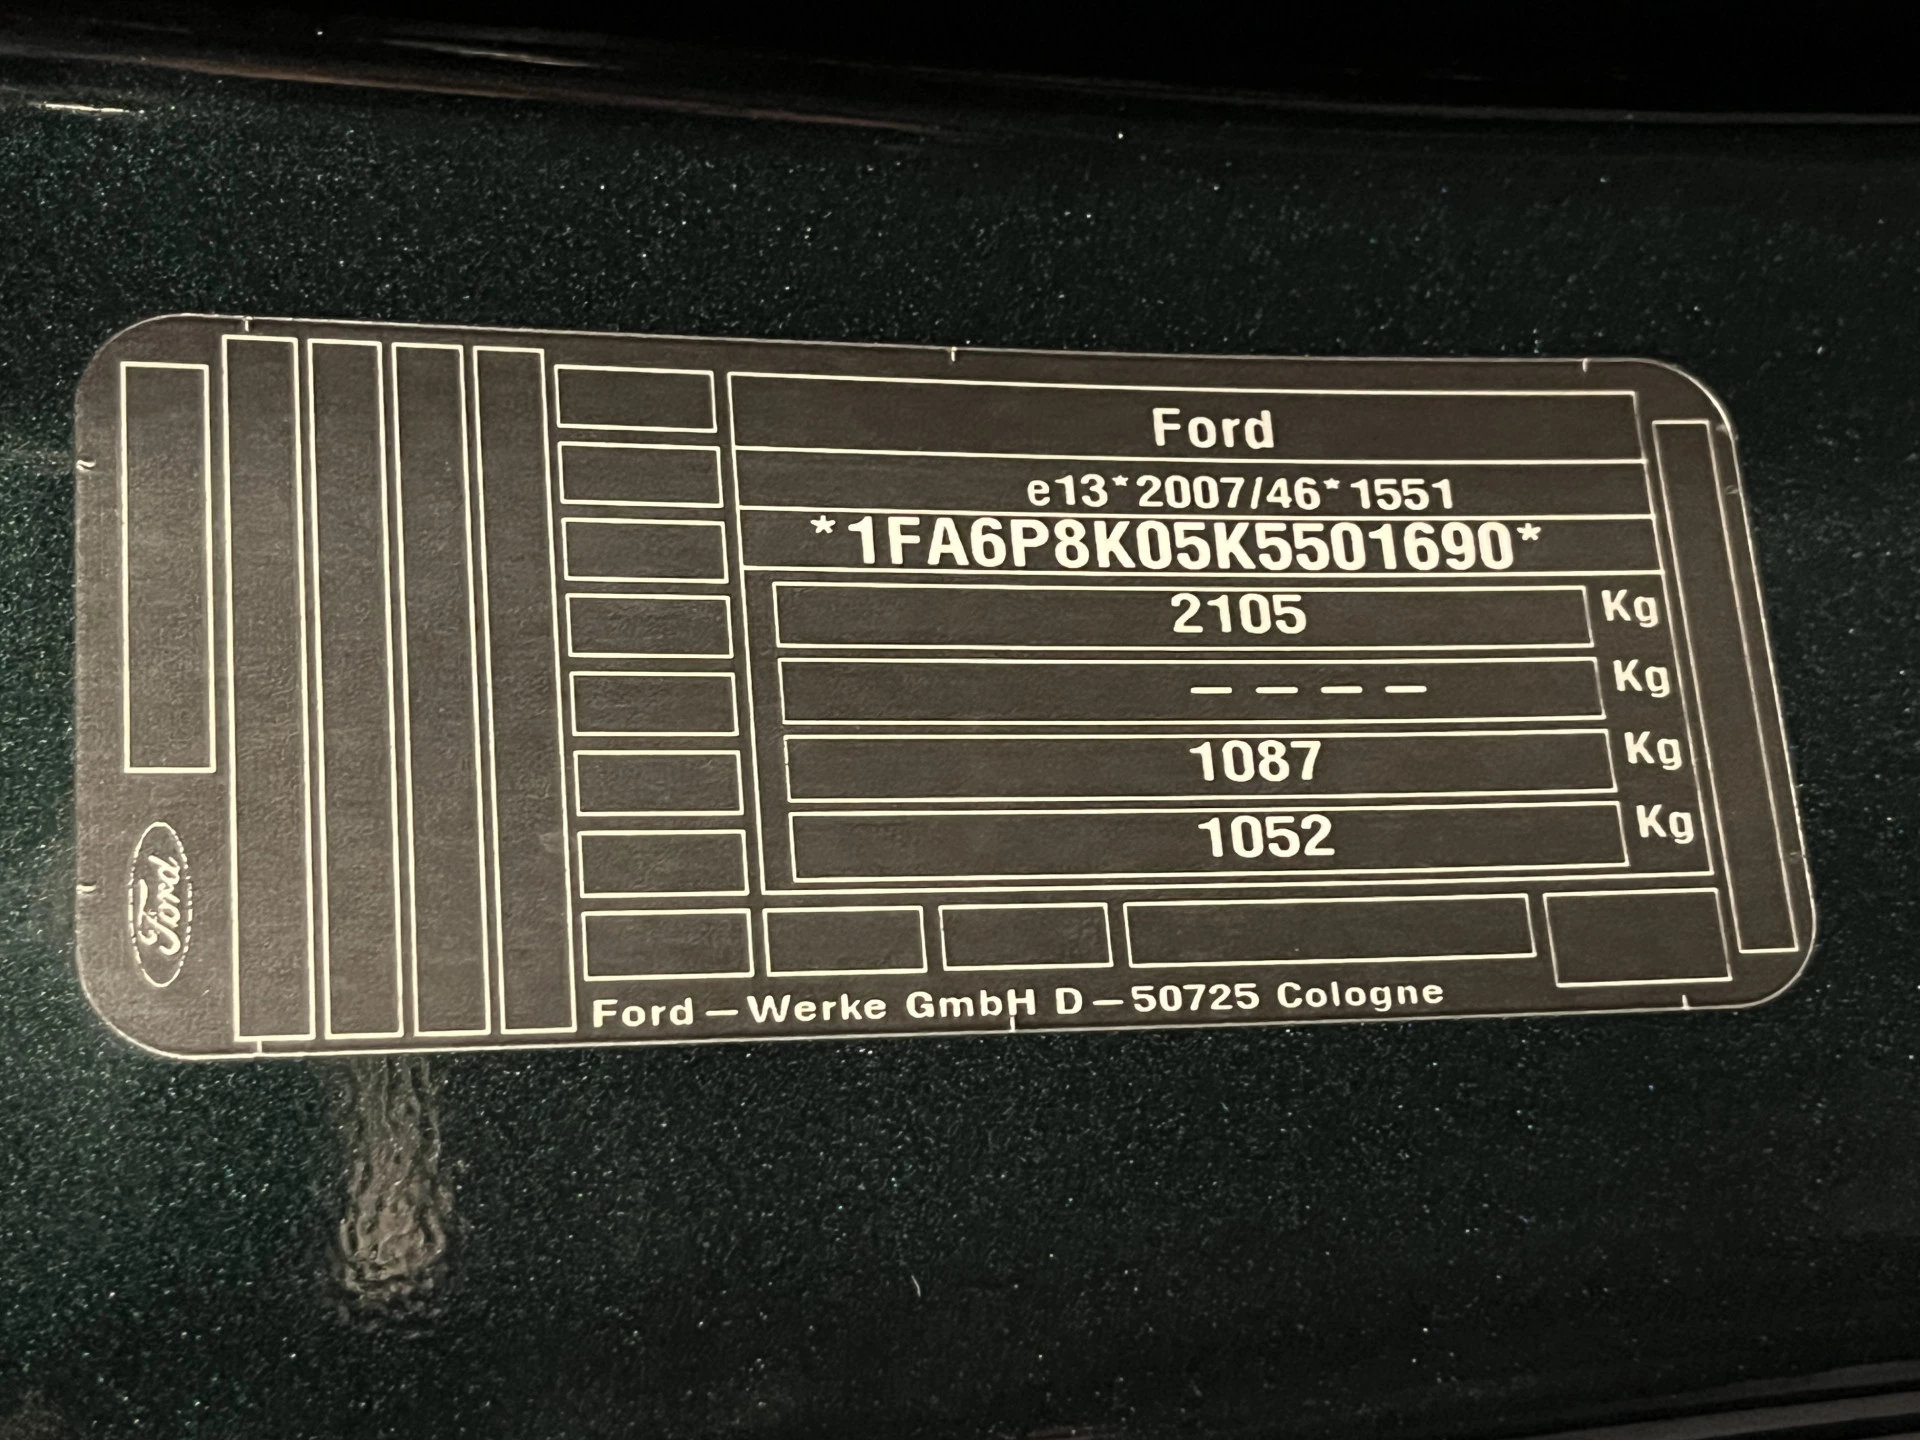 Ford
e13*2007/46*1551
*1FA6P8K05K5501690*
2105 Kg
– – – – Kg
1087 Kg
1052 Kg
Ford
Ford–Werke GmbH D–50725 Cologne